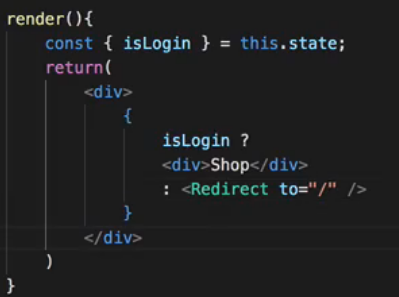 render(){
    const { isLogin } = this.state;
    return(
        <div>
            {
                isLogin ?
                <div>Shop</div>
                : <Redirect to="/" />
            }
        </div>
    )
}